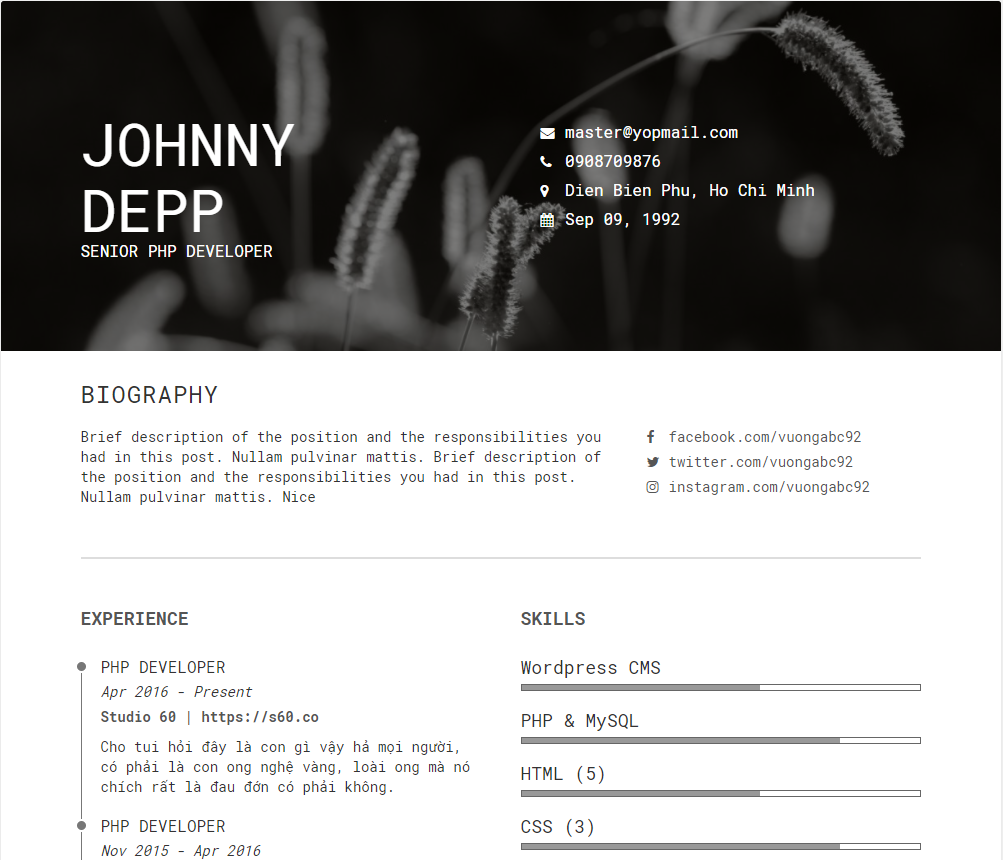 JOHNNY
DEPP
SENIOR PHP DEVELOPER
master@yopmail.com
0908709876
Dien Bien Phu, Ho Chi Minh
Sep 09, 1992
BIOGRAPHY
Brief description of the position and the responsibilities you
had in this post. Nullam pulvinar mattis. Brief description of
the position and the responsibilities you had in this post.
Nullam pulvinar mattis. Nice
facebook.com/vuongabc92
twitter.com/vuongabc92
instagram.com/vuongabc92
EXPERIENCE
PHP DEVELOPER
Apr 2016 - Present
Studio 60 | https://s60.co
Cho tui hỏi đây là con gì vậy hả mọi người,
có phải là con ong nghệ vàng, loài ong mà nó
chích rất là đau đớn có phải không.
PHP DEVELOPER
Nov 2015 - Apr 2016
SKILLS
Wordpress CMS
PHP & MySQL
HTML (5)
CSS (3)